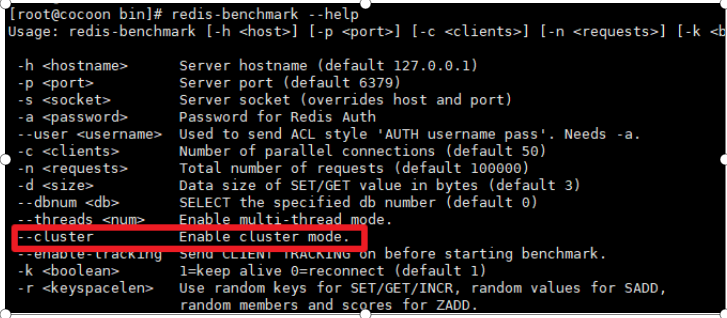 [root@cocoon bin]# redis-benchmark --help
Usage: redis-benchmark [-h <host>] [-p <port>] [-c <clients>] [-n <requests>] [-k <b
-h <hostname> Server hostname (default 127.0.0.1)
-p <port> Server port (default 6379)
-s <socket> Server socket (overrides host and port)
-a <password> Password for Redis Auth
--user <username> Used to send ACL style 'AUTH username pass'. Needs -a.
-c <clients> Number of parallel connections (default 50)
-n <requests> Total number of requests (default 100000)
-d <size> Data size of SET/GET value in bytes (default 3)
--dbnum <db> SELECT the specified db number (default 0)
--threads <num> Enable multi-thread mode.
--cluster Enable cluster mode.
--enable-tracking Send CLIENT TRACKING on before starting benchmark.
-k <boolean> 1=keep alive 0=reconnect (default 1)
-r <keyspacelen> Use random keys for SET/GET/INCR, random values for SADD,
random members and scores for ZADD.